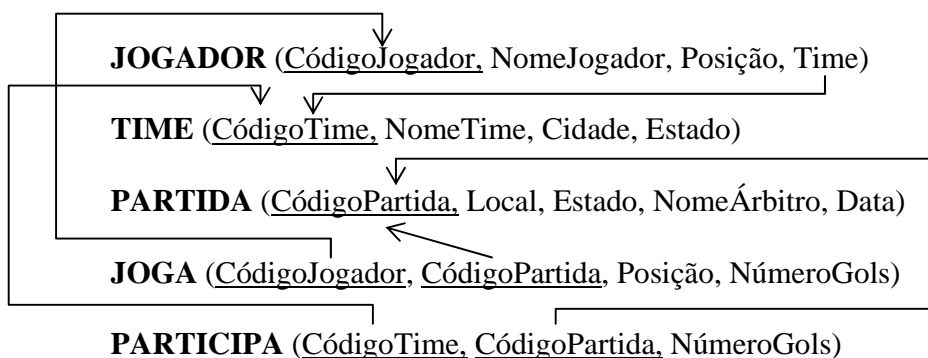 JOGADOR (CódigoJogador, NomeJogador, Posição, Time)
TIME (CódigoTime, NomeTime, Cidade, Estado)
PARTIDA (CódigoPartida, Local, Estado, NomeÁrbitro, Data)
JOGA (CódigoJogador, CódigoPartida, Posição, NúmeroGols)
PARTICIPA (CódigoTime, CódigoPartida, NúmeroGols)